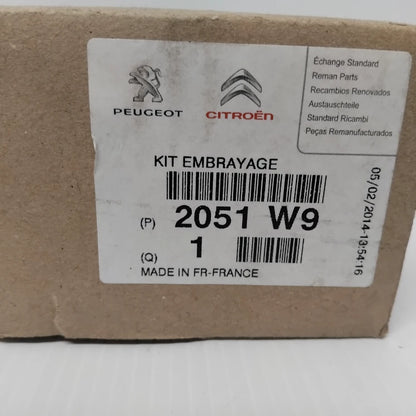 PEUGEOT
CITROËN
Échange Standard
Reman Parts
Recambios Renovados
Austauschteile
Standard Ricambi
Peças Remanufacturados
KIT EMBRAYAGE
(P) 2051 W9
(Q) 1
MADE IN FR-FRANCE
05/02/2014-13:54:16